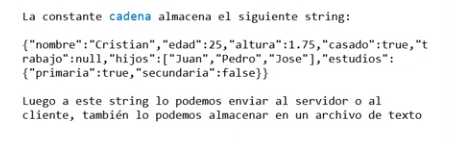 La constante cadena almacena el siguiente string:
{"nombre":"Cristian","edad":25,"altura":1.75,"casado":true,"t
rabajo":null,"hijos":["Juan","Pedro","Jose"],"estudios":
{"primaria":true,"secundaria":false}}
Luego a este string lo podemos enviar al servidor o al
cliente, también lo podemos almacenar en un archivo de texto